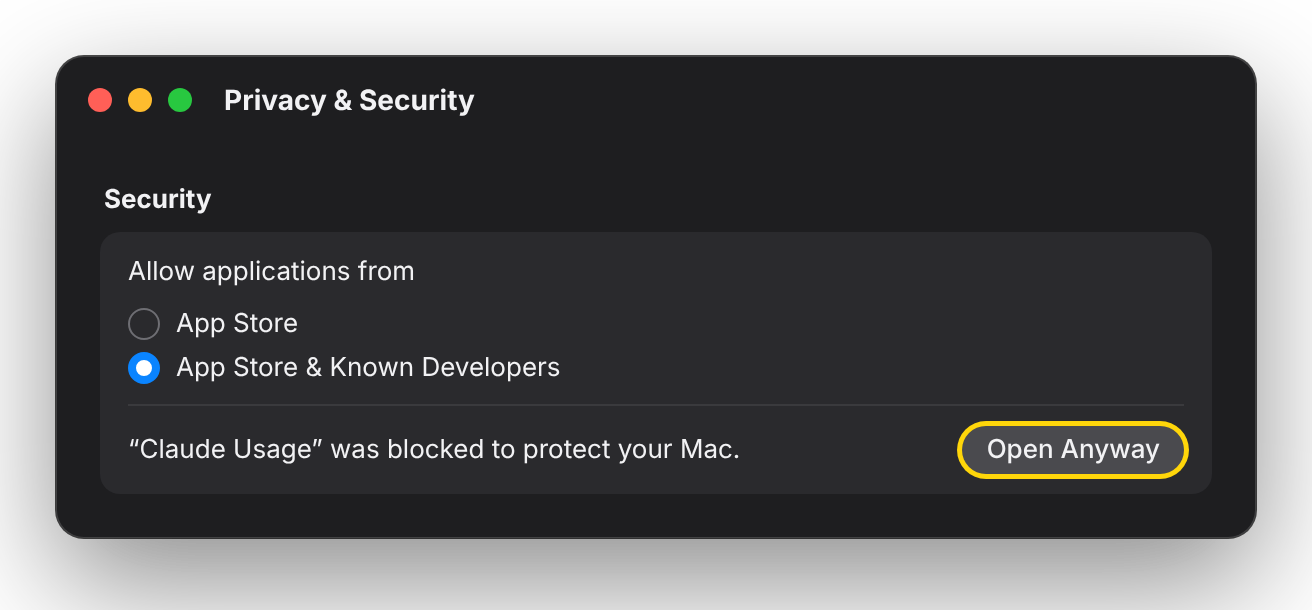 Privacy & Security
Security
Allow applications from
App Store
App Store & Known Developers
“Claude Usage” was blocked to protect your Mac.
Open Anyway